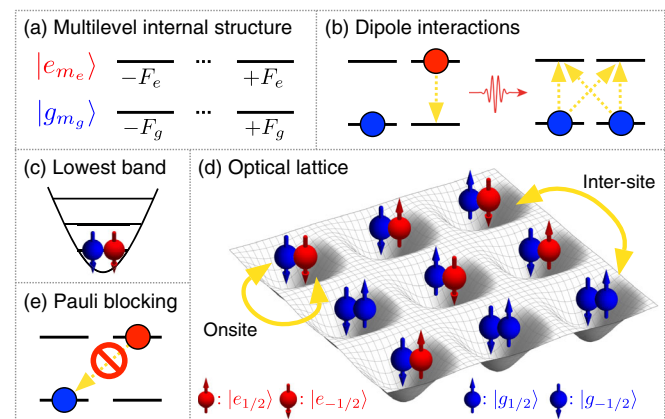 (a) Multilevel internal structure
|e_{m_e}⟩ −F_e ... +F_e
|g_{m_g}⟩ −F_g ... +F_g
(b) Dipole interactions
(c) Lowest band
(d) Optical lattice
Inter-site
Onsite
(e) Pauli blocking
: |e_{1/2}⟩ : |e_{-1/2}⟩ : |g_{1/2}⟩ : |g_{-1/2}⟩